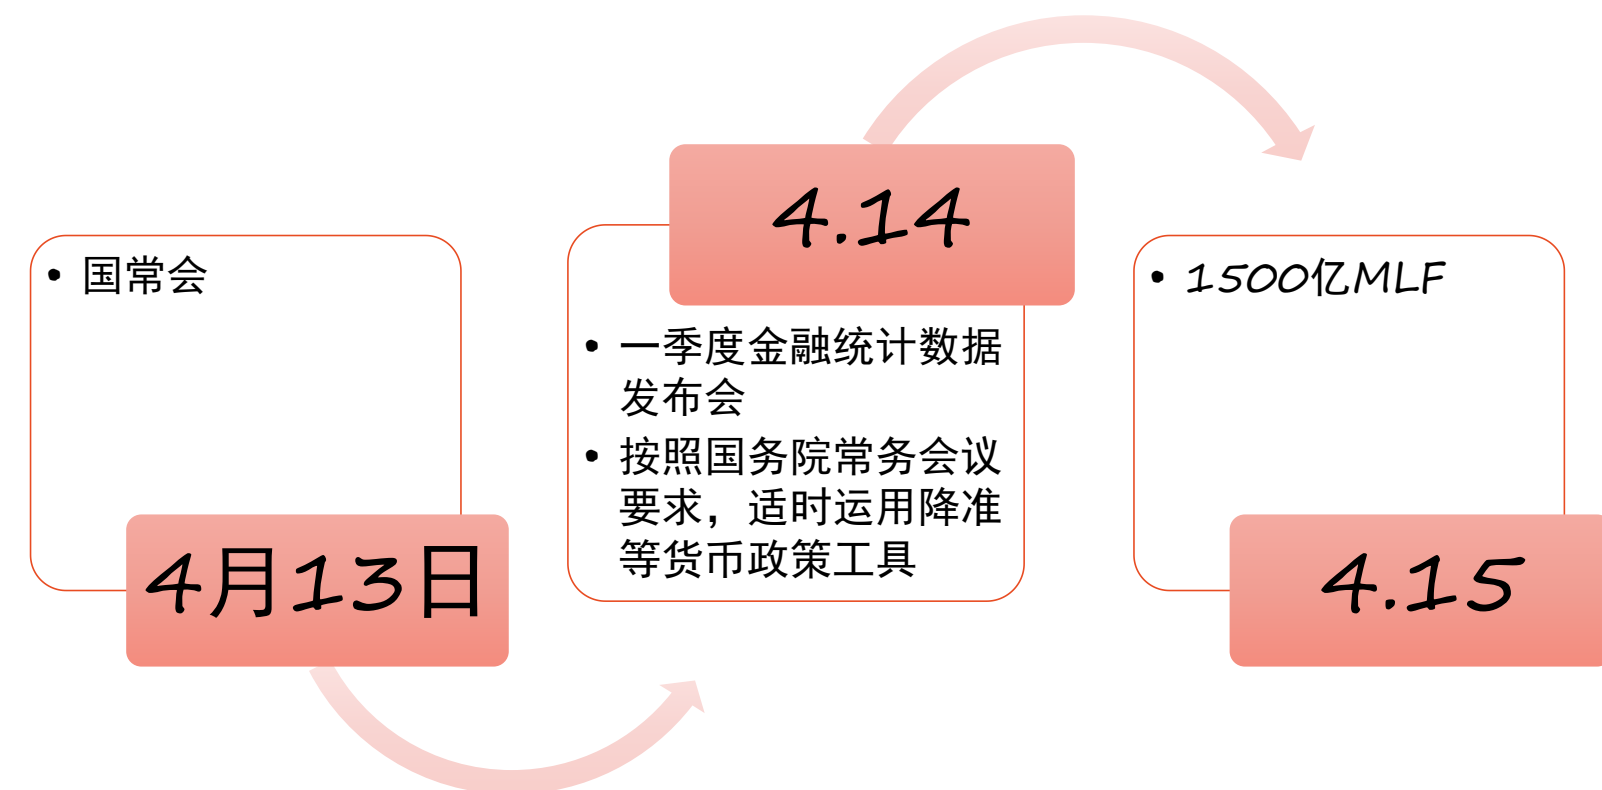 • 国常会
4月13日
4.14
• 一季度金融统计数据
发布会
• 按照国务院常务会议
要求，适时运用降准
等货币政策工具
• 1500亿MLF
4.15